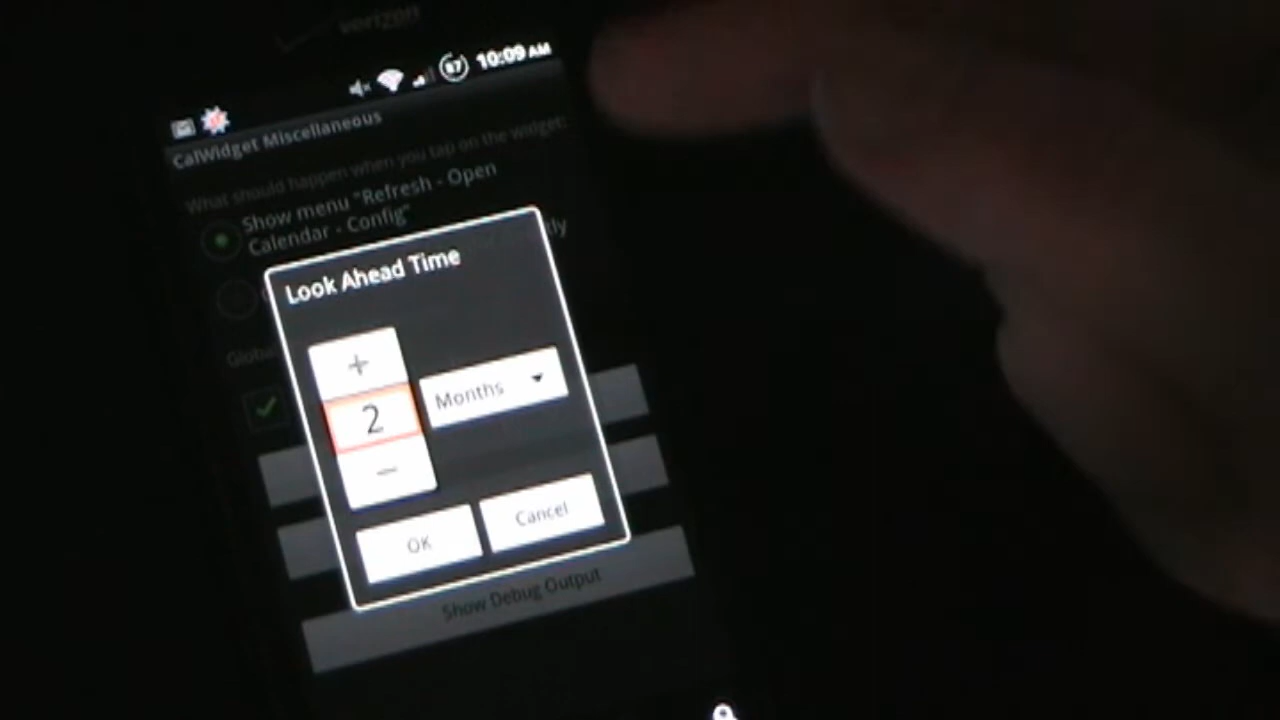 verizon
97 10:09 AM
CalWidget Miscellaneous
What should happen when you tap on the widget:
Show menu "Refresh - Open
Calendar - Config"
Look Ahead Time
+
2
Months
−
OK
Cancel
Show Debug Output